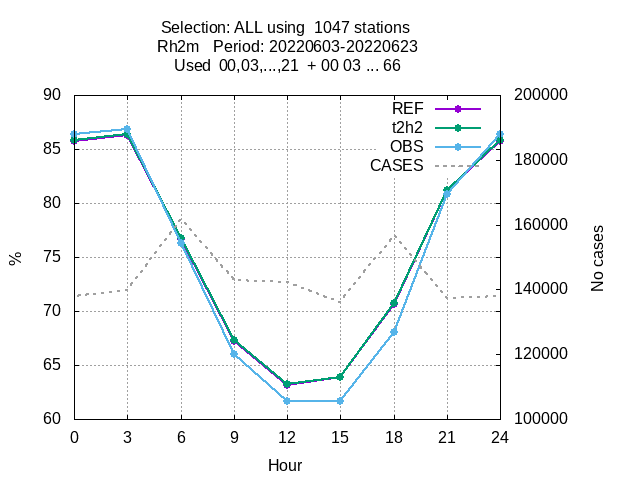 Selection: ALL using  1047 stations
Rh2m   Period: 20220603-20220623
Used  00,03,...,21  + 00 03 ... 66
90 200000
REF
t2h2
OBS
CASES
85 180000
80 160000
75
70 140000
65 120000
60 100000
%
No cases
0 3 6 9 12 15 18 21 24
Hour